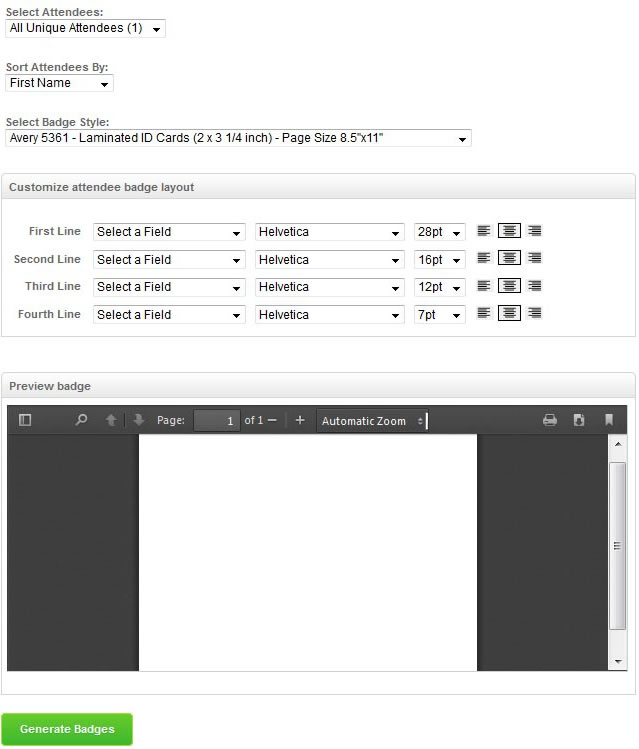 Select Attendees:
All Unique Attendees (1)
Sort Attendees By:
First Name
Select Badge Style:
Avery 5361 - Laminated ID Cards (2 x 3 1/4 inch) - Page Size 8.5"x11"
Customize attendee badge layout
First Line Select a Field Helvetica 28pt
Second Line Select a Field Helvetica 16pt
Third Line Select a Field Helvetica 12pt
Fourth Line Select a Field Helvetica 7pt
Preview badge
Page: 1 of 1 Automatic Zoom
Generate Badges